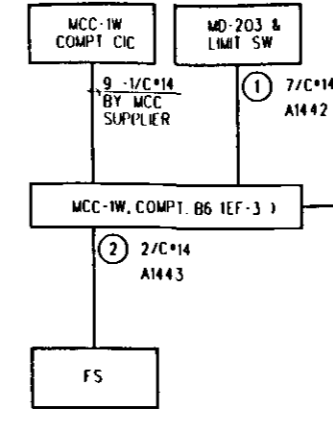 MCC-1W
COMPT CIC
MD-203 &
LIMIT SW
9 -1/C#14
BY MCC
SUPPLIER
1 7/C#14
A1442
MCC-1W, COMPT. B6 (EF-3 )
2 2/C#14
A1443
FS